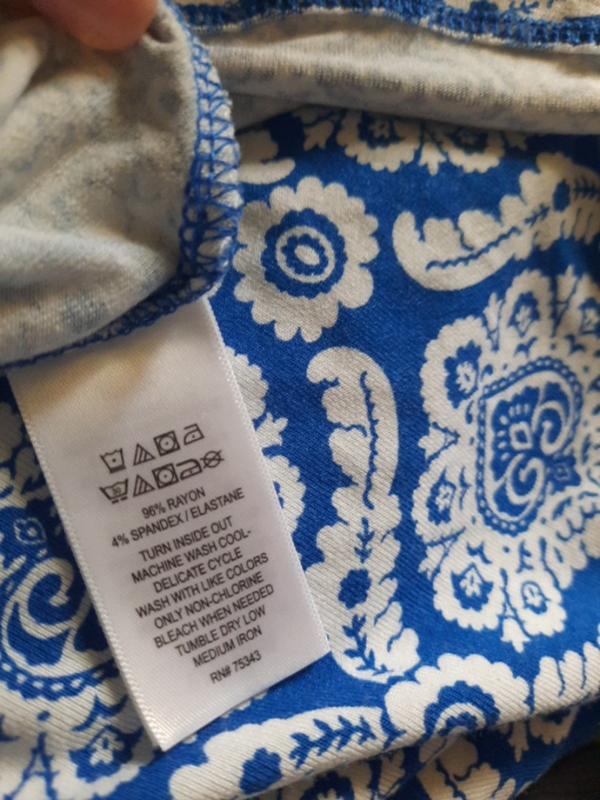 96% RAYON
4% SPANDEX / ELASTANE
TURN INSIDE OUT
MACHINE WASH COOL-
DELICATE CYCLE
WASH WITH LIKE COLORS
ONLY NON-CHLORINE
BLEACH WHEN NEEDED
TUMBLE DRY LOW
MEDIUM IRON
RN# 75343